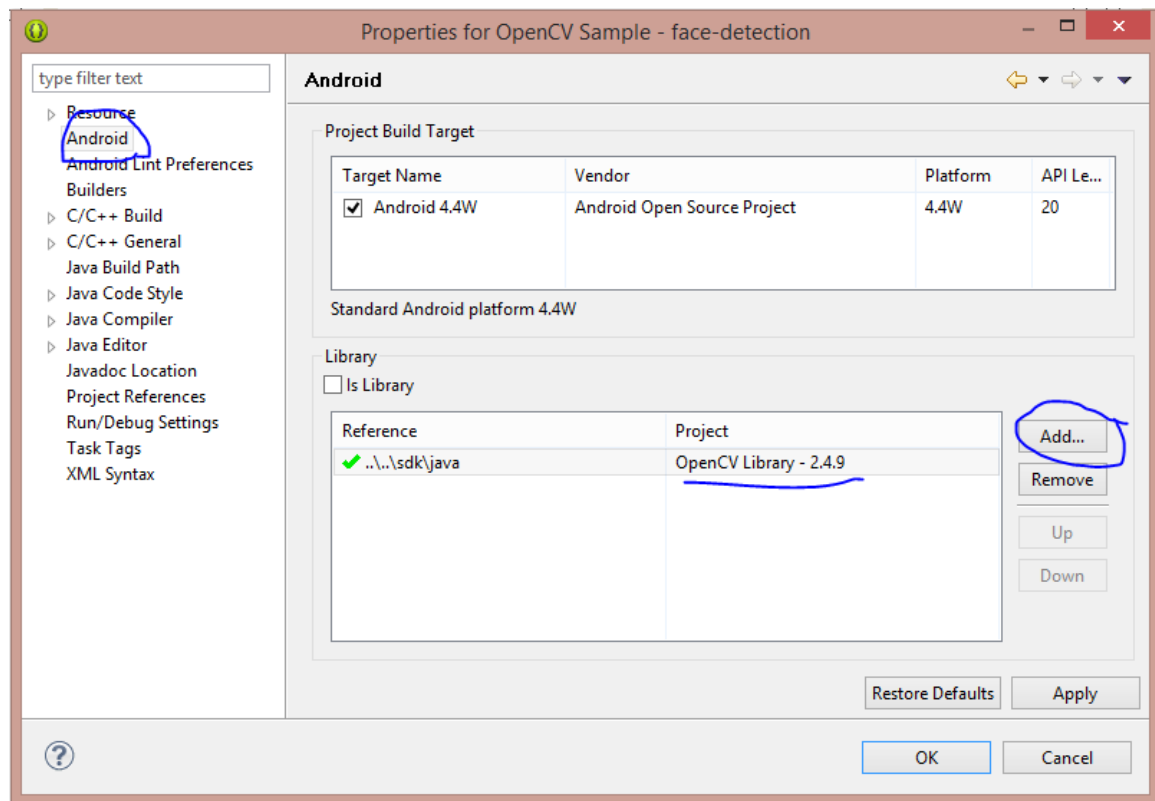 Properties for OpenCV Sample - face-detection
type filter text
Resource
Android
Android Lint Preferences
Builders
C/C++ Build
C/C++ General
Java Build Path
Java Code Style
Java Compiler
Java Editor
Javadoc Location
Project References
Run/Debug Settings
Task Tags
XML Syntax
Android
Project Build Target
Target Name Vendor Platform API Le...
Android 4.4W Android Open Source Project 4.4W 20
Standard Android platform 4.4W
Library
Is Library
Reference Project
..\..\sdk\java OpenCV Library - 2.4.9
Add...
Remove
Up
Down
Restore Defaults Apply
? OK Cancel